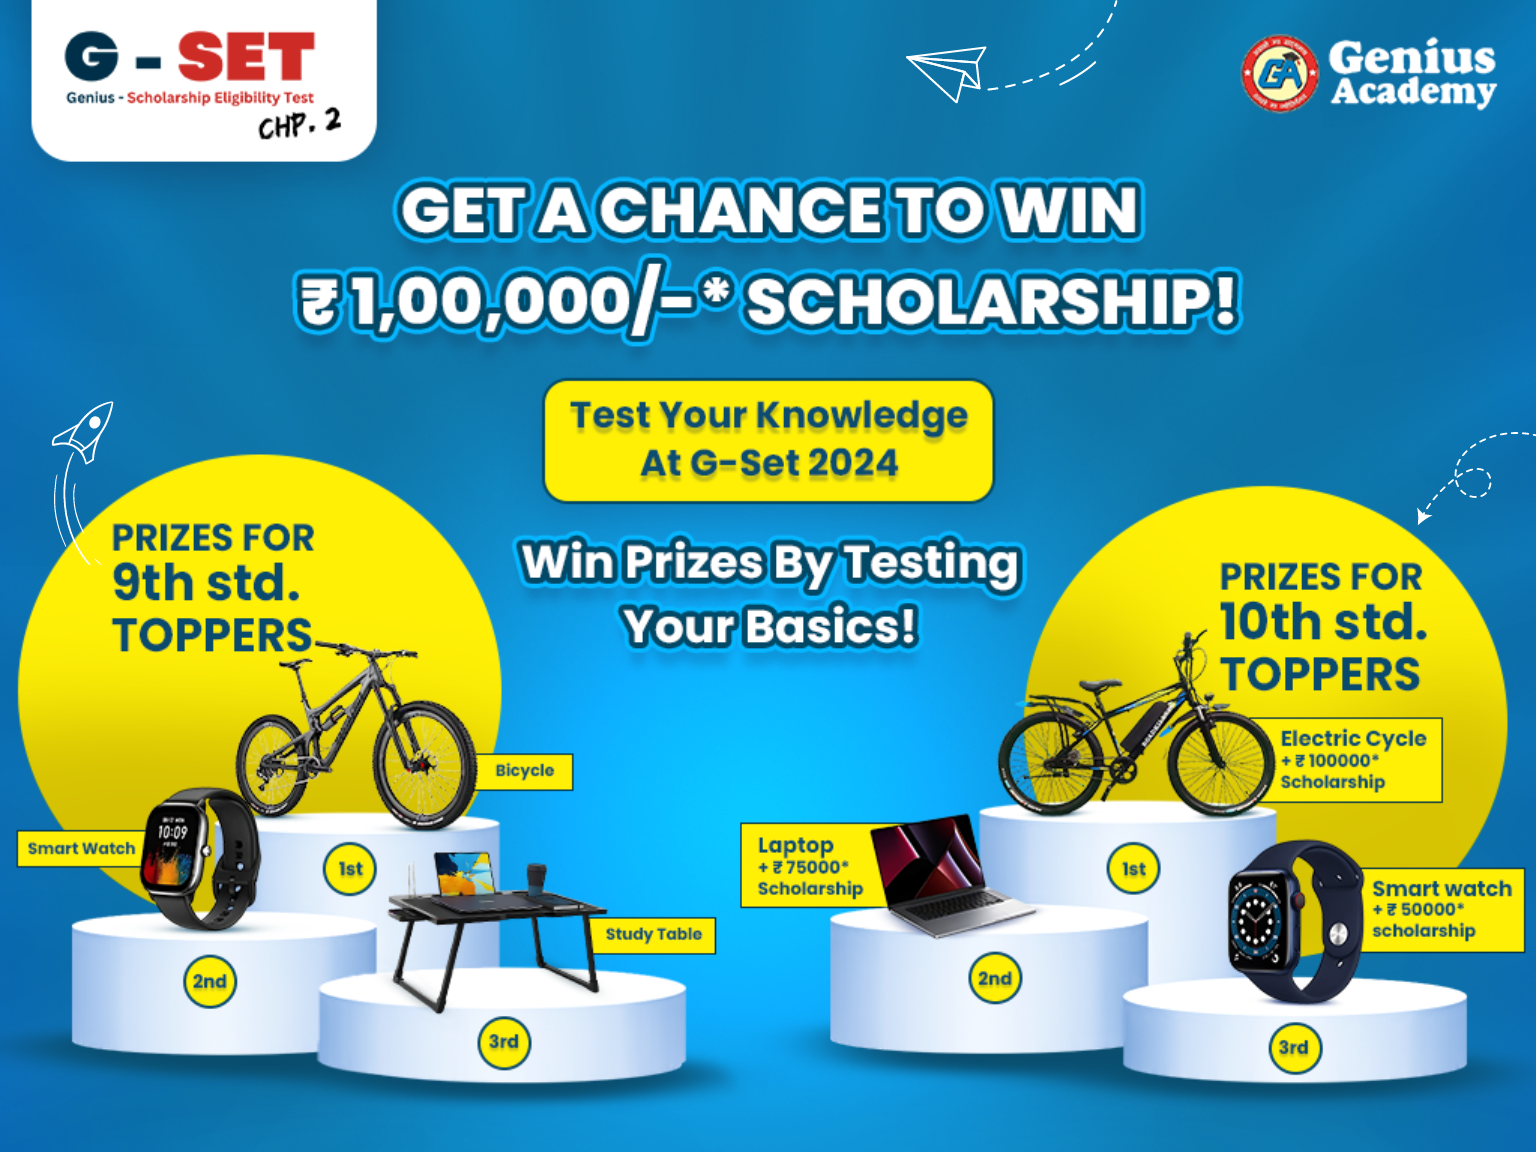 G - SET
Genius - Scholarship Eligibility Test
CHP. 2
Genius
Academy
GA
GET A CHANCE TO WIN
₹ 1,00,000/-* SCHOLARSHIP!
Test Your Knowledge
At G-Set 2024
Win Prizes By Testing
Your Basics!
PRIZES FOR
9th std.
TOPPERS
Bicycle
Smart Watch
10:09
Study Table
1st
2nd
3rd
PRIZES FOR
10th std.
TOPPERS
Electric Cycle
+ ₹ 100000*
Scholarship
Laptop
+ ₹ 75000*
Scholarship
Smart watch
+ ₹ 50000*
scholarship
1st
2nd
3rd